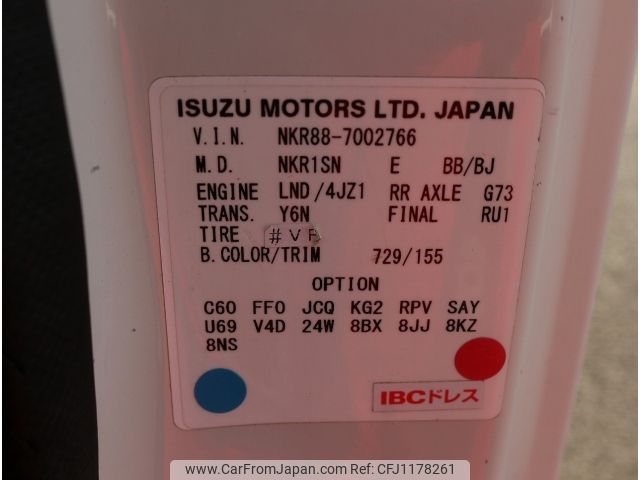 ISUZU MOTORS LTD. JAPAN
V.I.N. NKR88-7002766
M.D. NKR1SN E BB/BJ
ENGINE LND/4JZ1 RR AXLE G73
TRANS. Y6N FINAL RU1
TIRE #VF
B.COLOR/TRIM 729/155
OPTION
C60 FF0 JCQ KG2 RPV SAY
U69 V4D 24W 8BX 8JJ 8KZ
8NS
IBCドレス
www.CarFromJapan.com CFJ1178261